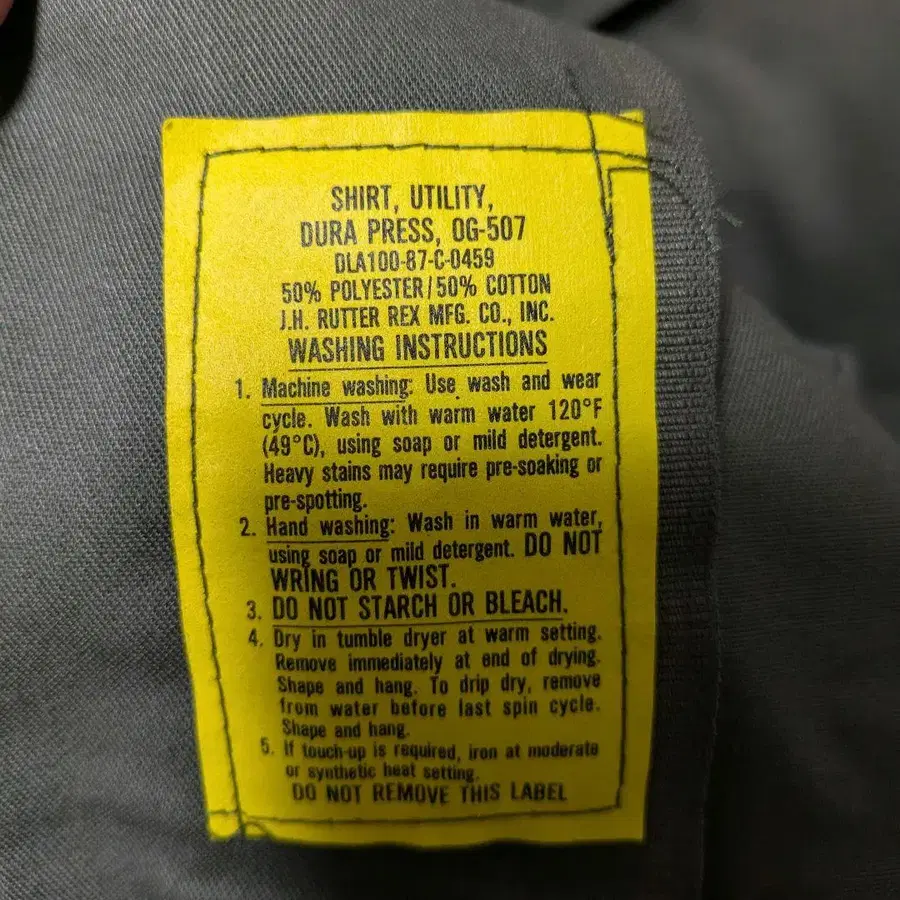 SHIRT, UTILITY,
DURA PRESS, OG-507
DLA100-87-C-0459
50% POLYESTER/50% COTTON
J.H. RUTTER REX MFG. CO., INC.
WASHING INSTRUCTIONS
1. Machine washing: Use wash and wear
cycle. Wash with warm water 120°F
(49°C), using soap or mild detergent.
Heavy stains may require pre-soaking or
pre-spotting.
2. Hand washing: Wash in warm water,
using soap or mild detergent. DO NOT
WRING OR TWIST.
3. DO NOT STARCH OR BLEACH.
4. Dry in tumble dryer at warm setting.
Remove immediately at end of drying.
Shape and hang. To drip dry, remove
from water before last spin cycle.
Shape and hang.
5. If touch-up is required, iron at moderate
or synthetic heat setting.
DO NOT REMOVE THIS LABEL